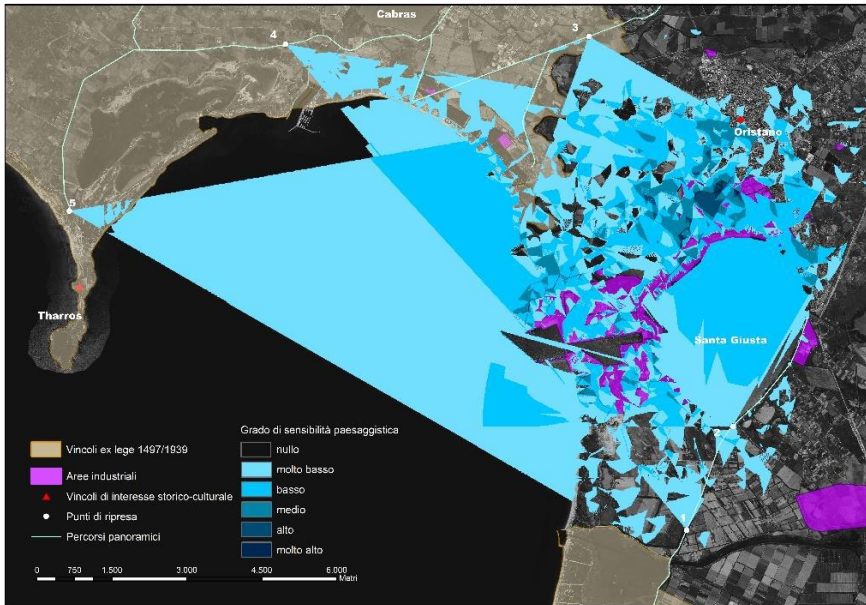 Cabras
4
3
Oristano
5
Tharros
Santa Giusta
2
1
Vincoli ex lege 1497/1939
Aree industriali
Vincoli di interesse storico-culturale
Punti di ripresa
Percorsi panoramici
Grado di sensibilità paesaggistica
nullo
molto basso
basso
medio
alto
molto alto
0 750 1.500 3.000 4.500 6.000
Metri